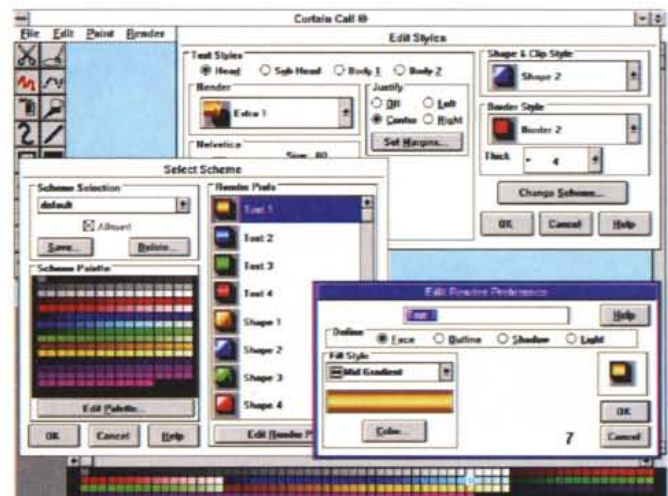 Curtain Call
File Edit Paint Render
Edit Styles
Text Styles
Head Sub Head Body 1 Body 2
Render
Extra 1
Justify
Off Left
Center Right
Set Margins...
Helvetica
Size: 80
Shape & Clip Style
Shape 2
Border Style
Border 2
Thick 4
Change Scheme...
OK Cancel Help
Select Scheme
Scheme Selection
default
Save... Delete...
Scheme Palette
Edit Palette...
OK Cancel Help
Render Prefs
Text 1
Text 2
Text 3
Text 4
Shape 1
Shape 2
Shape 3
Shape 4
Edit Render P
Edit Render Preference
Text 1
Help
Define
Face Outline Shadow Light
Fill Style
Mid Gradient
Color...
OK
Cancel
7